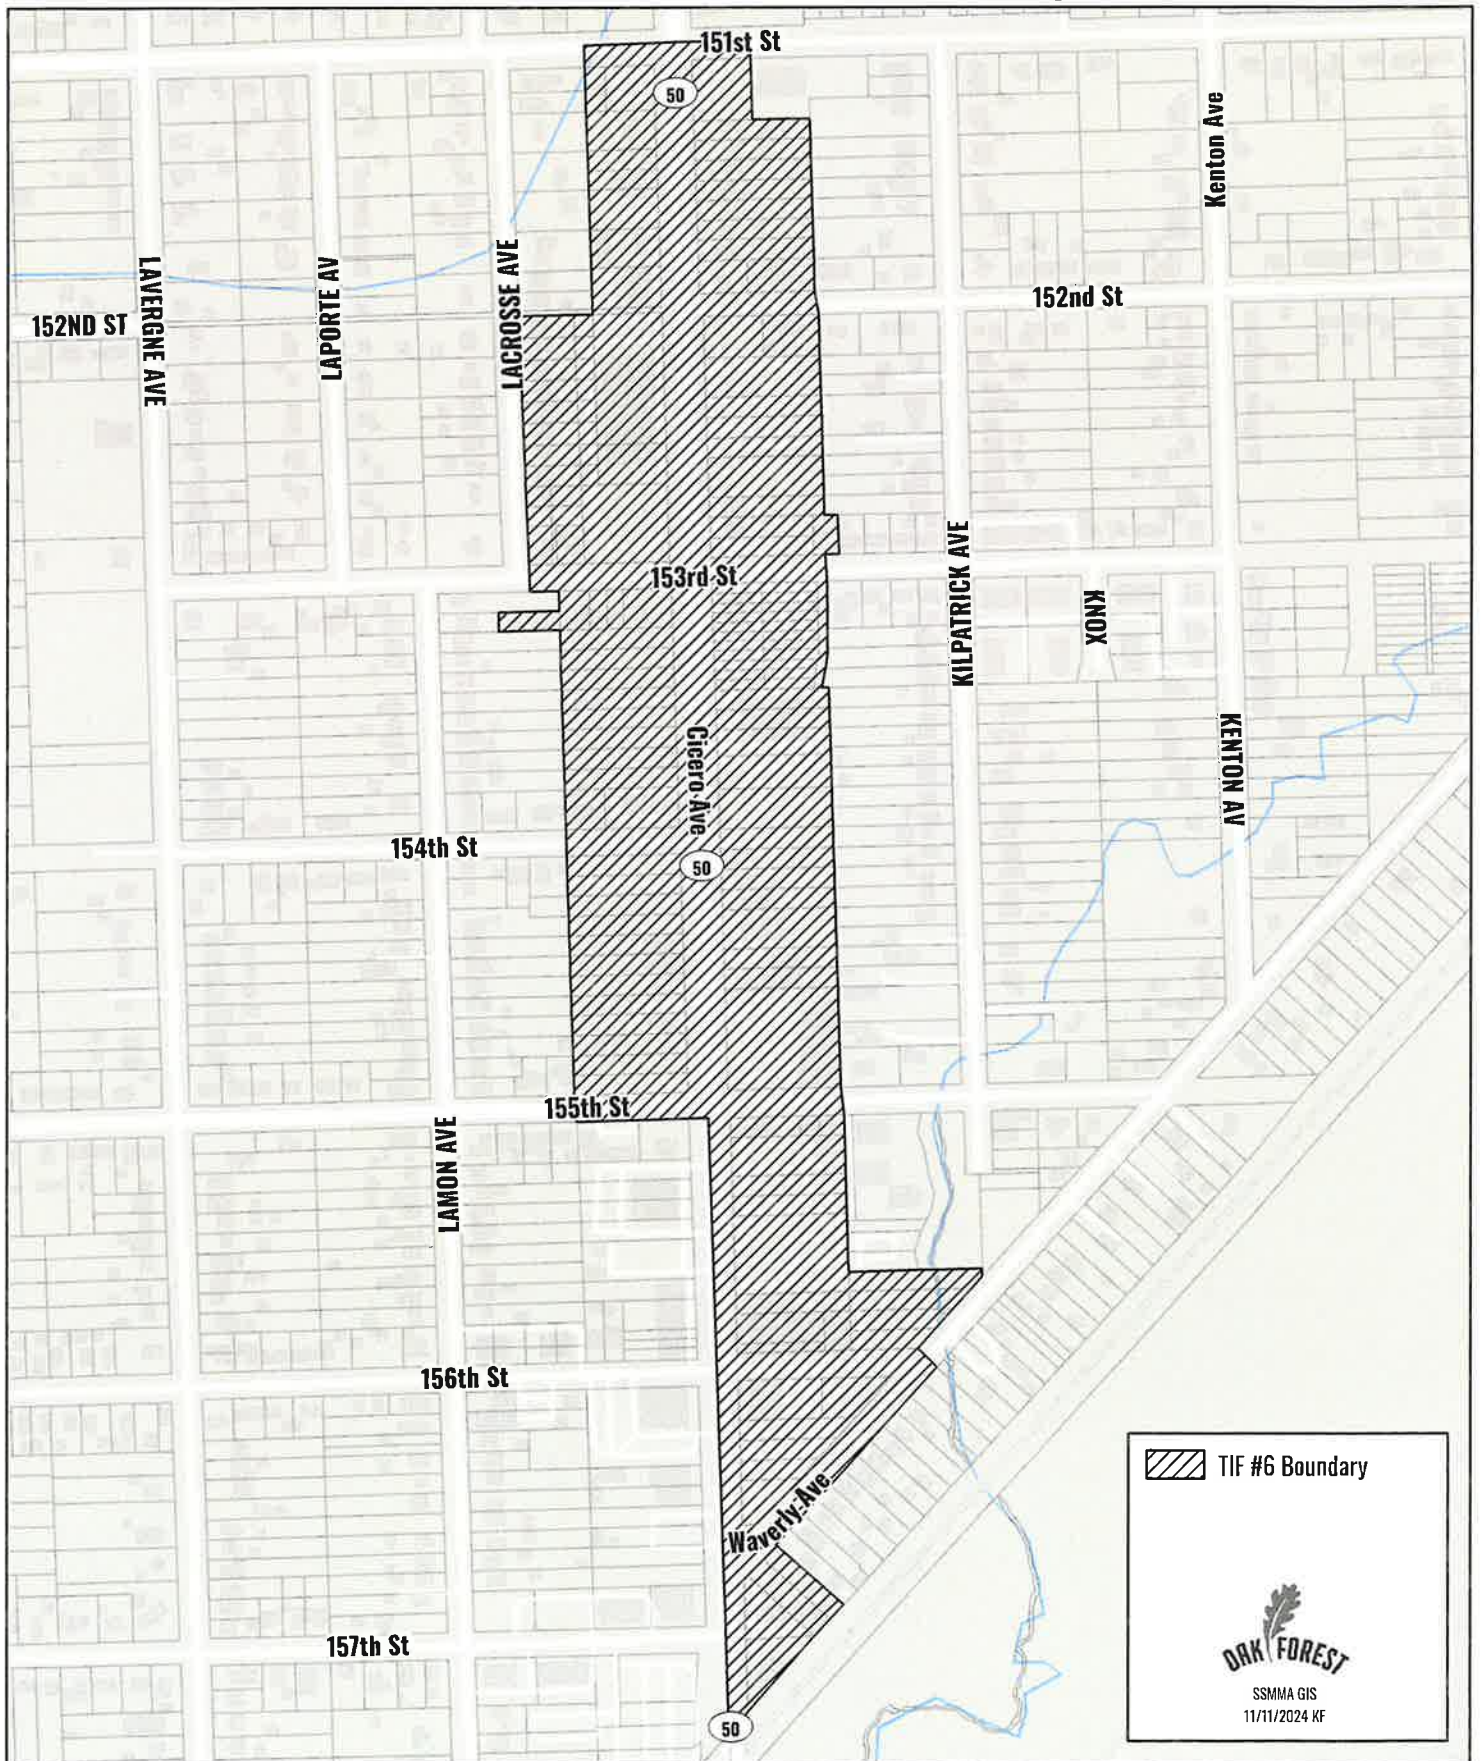 151st St
50
Kenton Ave
LAVERGNE AVE
LAPORTE AV
LACROSSE AVE
152nd St
152ND ST
153rd St
KILPATRICK AVE
KNOX
KENTON AV
Cicero Ave
154th St
50
155th St
LAMON AVE
156th St
TIF #6 Boundary
Waverly Ave
157th St
OAK FOREST
SSMMA GIS
11/11/2024 KF
50